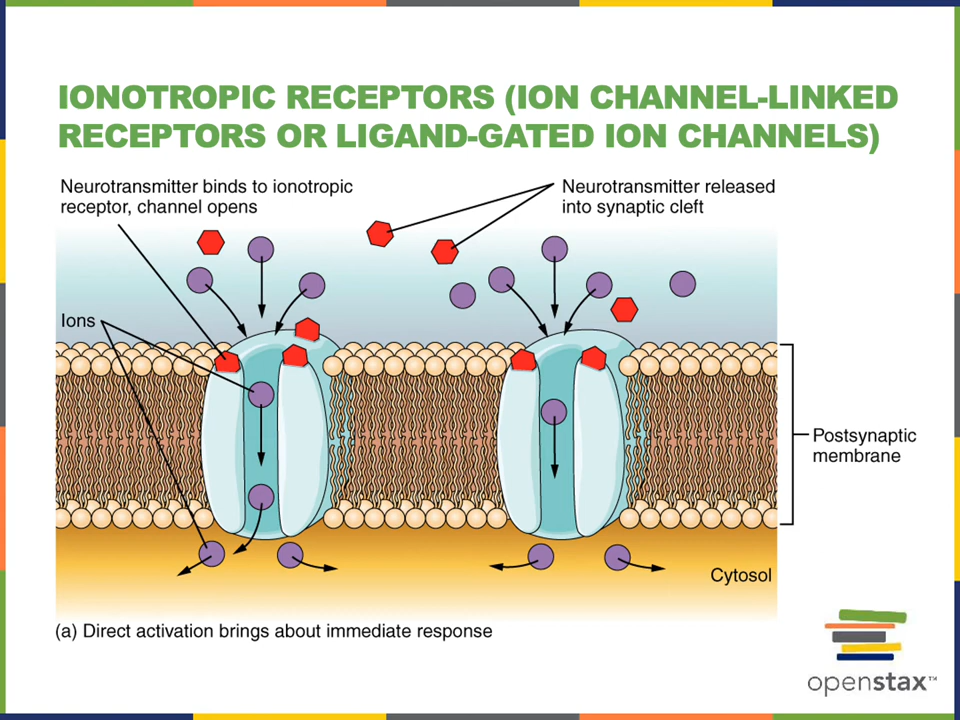 IONOTROPIC RECEPTORS (ION CHANNEL-LINKED
RECEPTORS OR LIGAND-GATED ION CHANNELS)
Neurotransmitter binds to ionotropic
receptor, channel opens
Neurotransmitter released
into synaptic cleft
Ions
Postsynaptic
membrane
Cytosol
(a) Direct activation brings about immediate response
openstax™